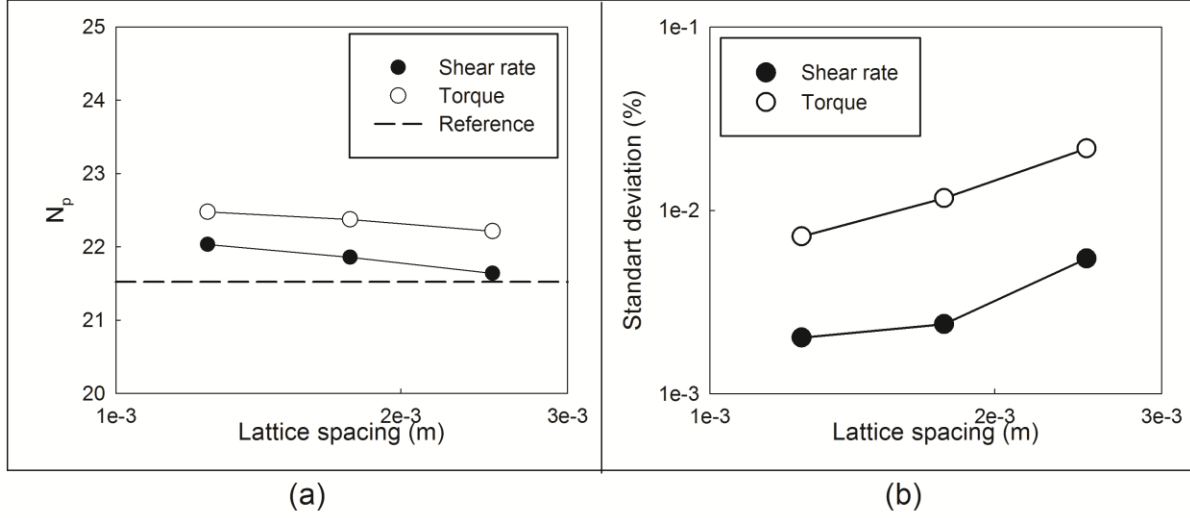 25
24
23
22
21
20
N_p
Shear rate
Torque
Reference
1e-3
2e-3
3e-3
Lattice spacing (m)
(a)
1e-1
1e-2
1e-3
Standart deviation (%)
Shear rate
Torque
1e-3
2e-3
3e-3
Lattice spacing (m)
(b)